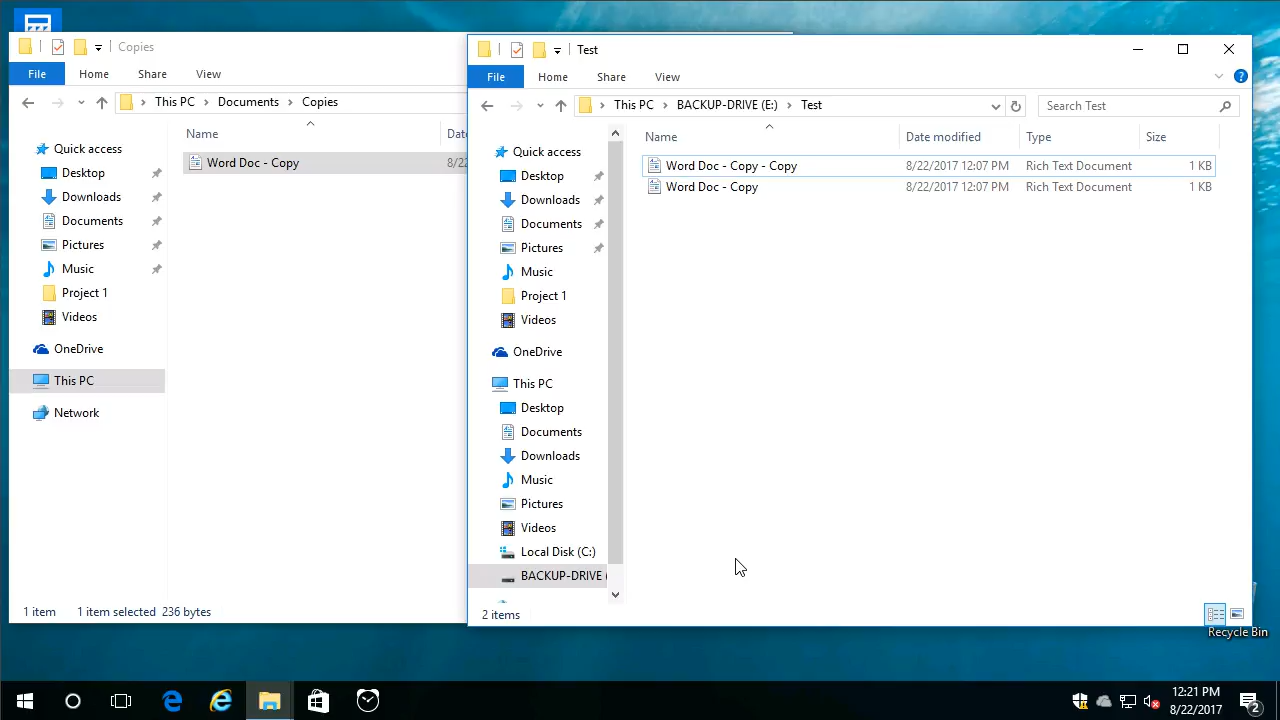 Copies
File Home Share View
This PC Documents Copies
Name Dat
Quick access
Desktop
Downloads
Documents
Pictures
Music
Project 1
Videos
OneDrive
This PC
Network
Word Doc - Copy 8/22
1 item 1 item selected 236 bytes
Test
File Home Share View
This PC BACKUP-DRIVE (E:) Test
Search Test
Name Date modified Type Size
Word Doc - Copy - Copy 8/22/2017 12:07 PM Rich Text Document 1 KB
Word Doc - Copy 8/22/2017 12:07 PM Rich Text Document 1 KB
Quick access
Desktop
Downloads
Documents
Pictures
Music
Project 1
Videos
OneDrive
This PC
Desktop
Documents
Downloads
Music
Pictures
Videos
Local Disk (C:)
BACKUP-DRIVE (
2 items
Recycle Bin
12:21 PM
8/22/2017
2